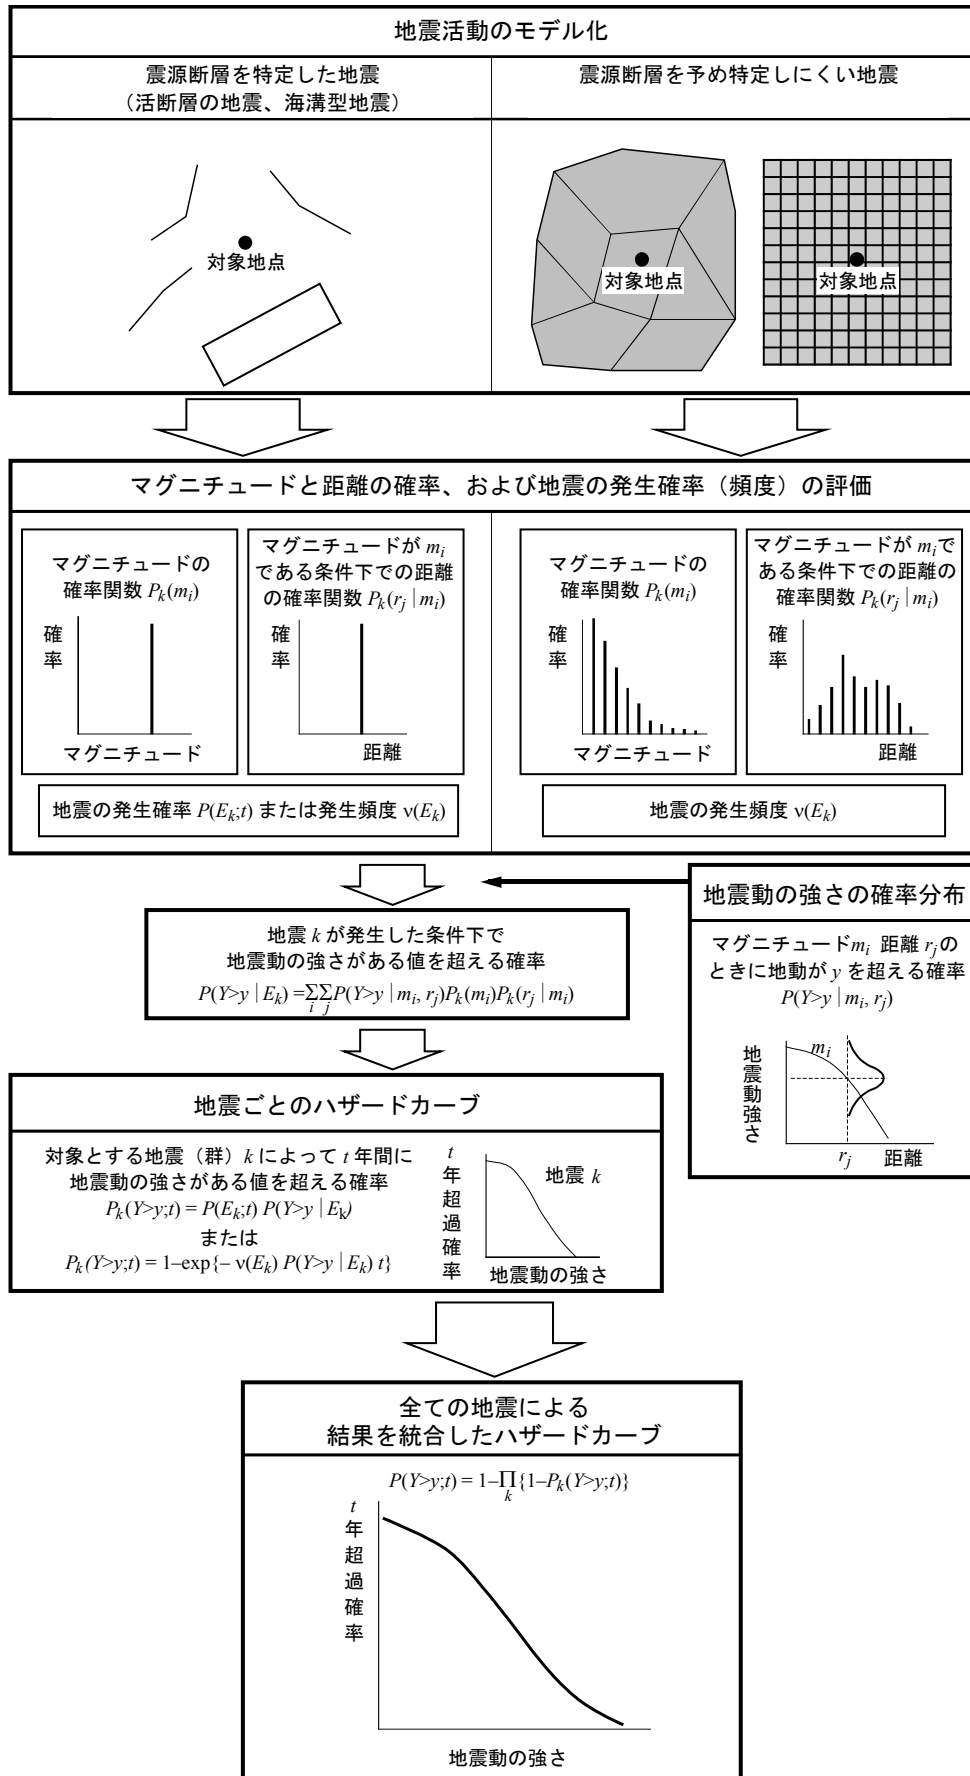 地震活動のモデル化
震源断層を特定した地震
（活断層の地震、海溝型地震）
震源断層を予め特定しにくい地震
対象地点
対象地点
対象地点
マグニチュードと距離の確率、および地震の発生確率（頻度）の評価
マグニチュードの
確率関数 Pk(mi)
確率
マグニチュード
マグニチュードが mi
である条件下での距離
の確率関数 Pk(rj | mi)
確率
距離
マグニチュードの
確率関数 Pk(mi)
確率
マグニチュード
マグニチュードが miで
ある条件下での距離の
確率関数 Pk(rj | mi)
確率
距離
地震の発生確率 P(Ek;t) または発生頻度 ν(Ek)
地震の発生頻度 ν(Ek)
地震動の強さの確率分布
マグニチュードmi 距離 rjの
ときに地動が y を超える確率
P(Y>y | mi, rj)
地震動強さ
mi
rj
距離
地震 k が発生した条件下で
地震動の強さがある値を超える確率
P(Y>y | Ek) =ΣΣP(Y>y | mi, rj)Pk(mi)Pk(rj | mi)
i j
地震ごとのハザードカーブ
対象とする地震（群）k によって t 年間に
地震動の強さがある値を超える確率
Pk(Y>y;t) = P(Ek;t) P(Y>y | Ek)
または
Pk(Y>y;t) = 1–exp{– ν(Ek) P(Y>y | Ek) t}
t年超過確率
地震 k
地震動の強さ
全ての地震による
結果を統合したハザードカーブ
P(Y>y;t) = 1–Π{1–Pk(Y>y;t)}
k
t年超過確率
地震動の強さ